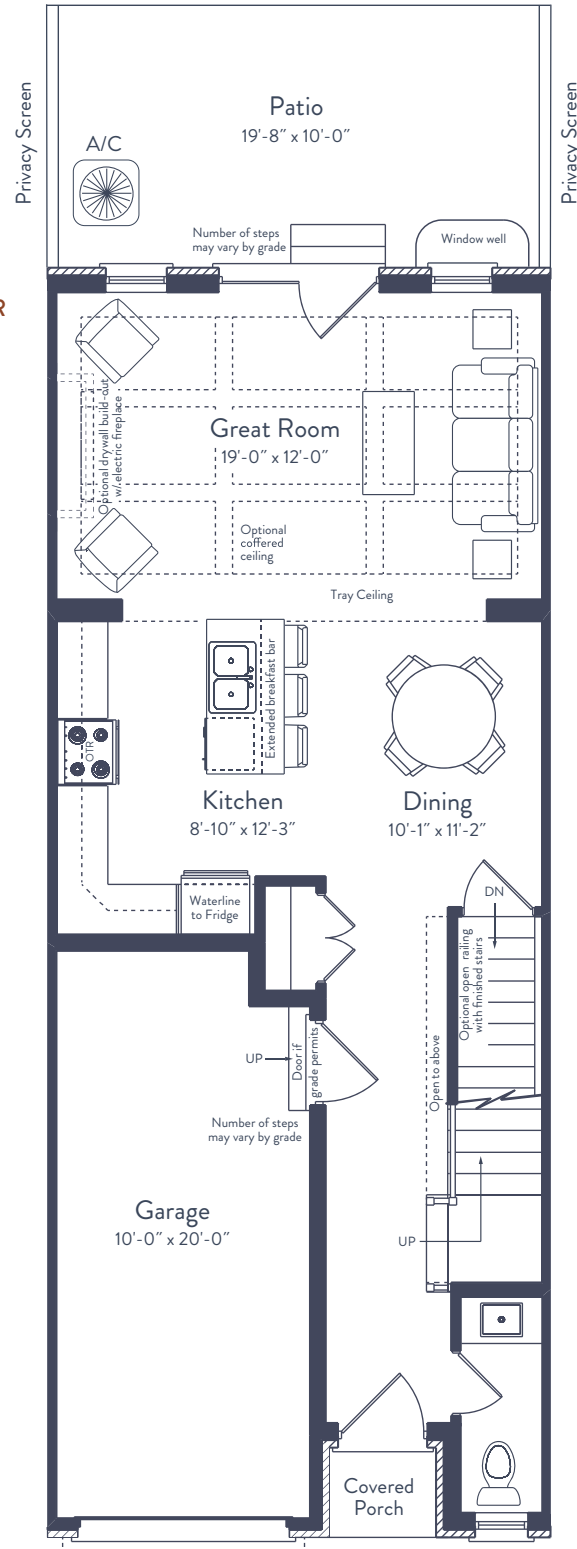 Patio
19'-8″ x 10'-0″
Privacy Screen
Privacy Screen
A/C
Number of steps
may vary by grade
Window well
R
Optional drywall build-out
w/ electric fireplace
Great Room
19'-0″ x 12'-0″
Optional
coffered
ceiling
Tray Ceiling
Extended breakfast bar
OTR
Kitchen
8'-10″ x 12'-3″
Dining
10'-1″ x 11'-2″
Waterline
to Fridge
DN
Optional open railing
with finished stairs
Open to above
UP
Door if
grade permits
Number of steps
may vary by grade
Garage
10'-0″ x 20'-0″
UP
Covered
Porch